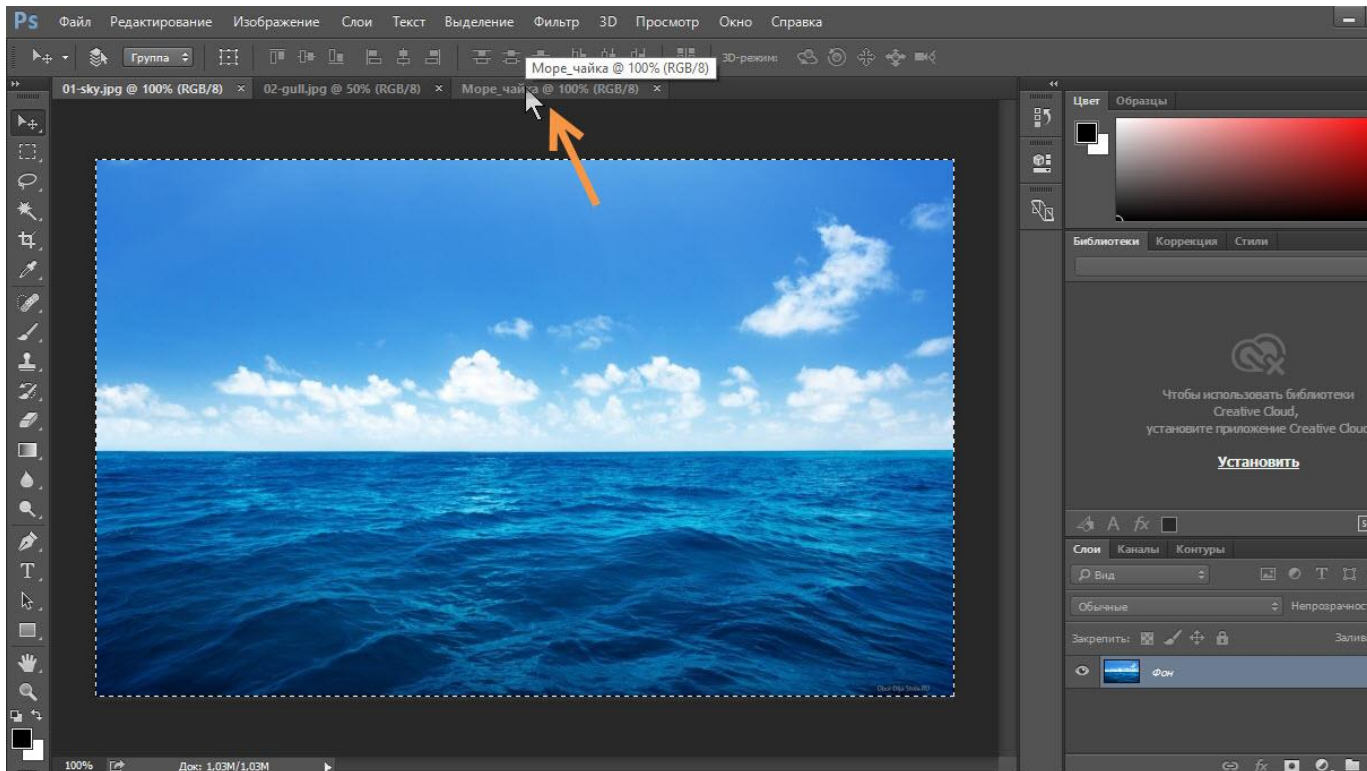 Ps Файл Редактирование Изображение Слои Текст Выделение Фильтр 3D Просмотр Окно Справка
Группа 3D-режим:
Море_чайка @ 100% (RGB/8)
01-sky.jpg @ 100% (RGB/8) × 02-gull.jpg @ 50% (RGB/8) × Море_чайка @ 100% (RGB/8) ×
Цвет Образцы
Библиотеки Коррекция Стили
Чтобы использовать библиотеки
Creative Cloud,
установите приложение Creative Cloud
Установить
Слои Каналы Контуры
Вид
Обычные Непрозрачнос
Закрепить: Залив
Фон
100% Док: 1,03M/1,03M